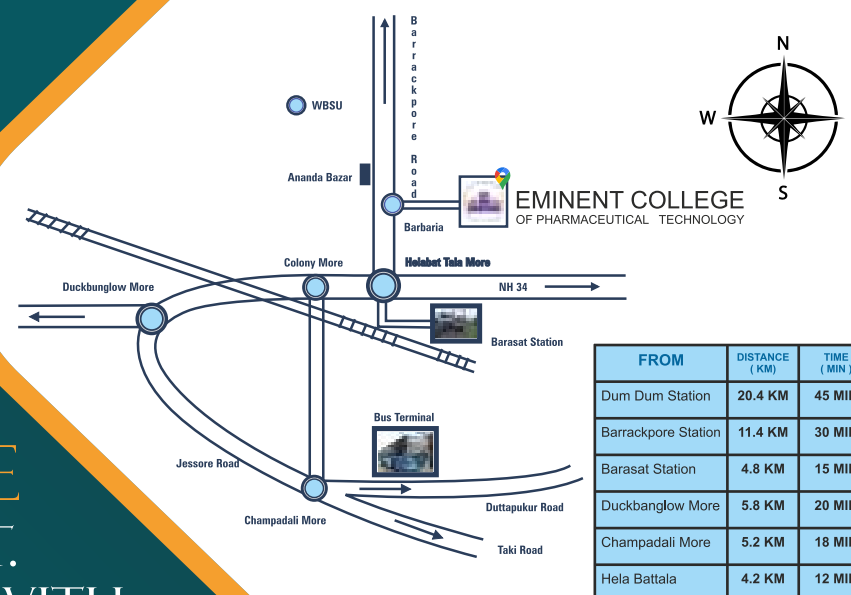 Barrackpore Road
N
W
S
WBSU
Ananda Bazar
EMINENT COLLEGE
OF PHARMACEUTICAL TECHNOLOGY
Barbaria
Colony More
Helabat Tala More
Duckbunglow More
NH 34
Barasat Station
Bus Terminal
Jessore Road
Champadali More
Duttapukur Road
Taki Road
FROM DISTANCE ( KM) TIME ( MIN )
Dum Dum Station 20.4 KM 45 MI
Barrackpore Station 11.4 KM 30 MI
Barasat Station 4.8 KM 15 MI
Duckbanglow More 5.8 KM 20 MI
Champadali More 5.2 KM 18 MI
Hela Battala 4.2 KM 12 MI